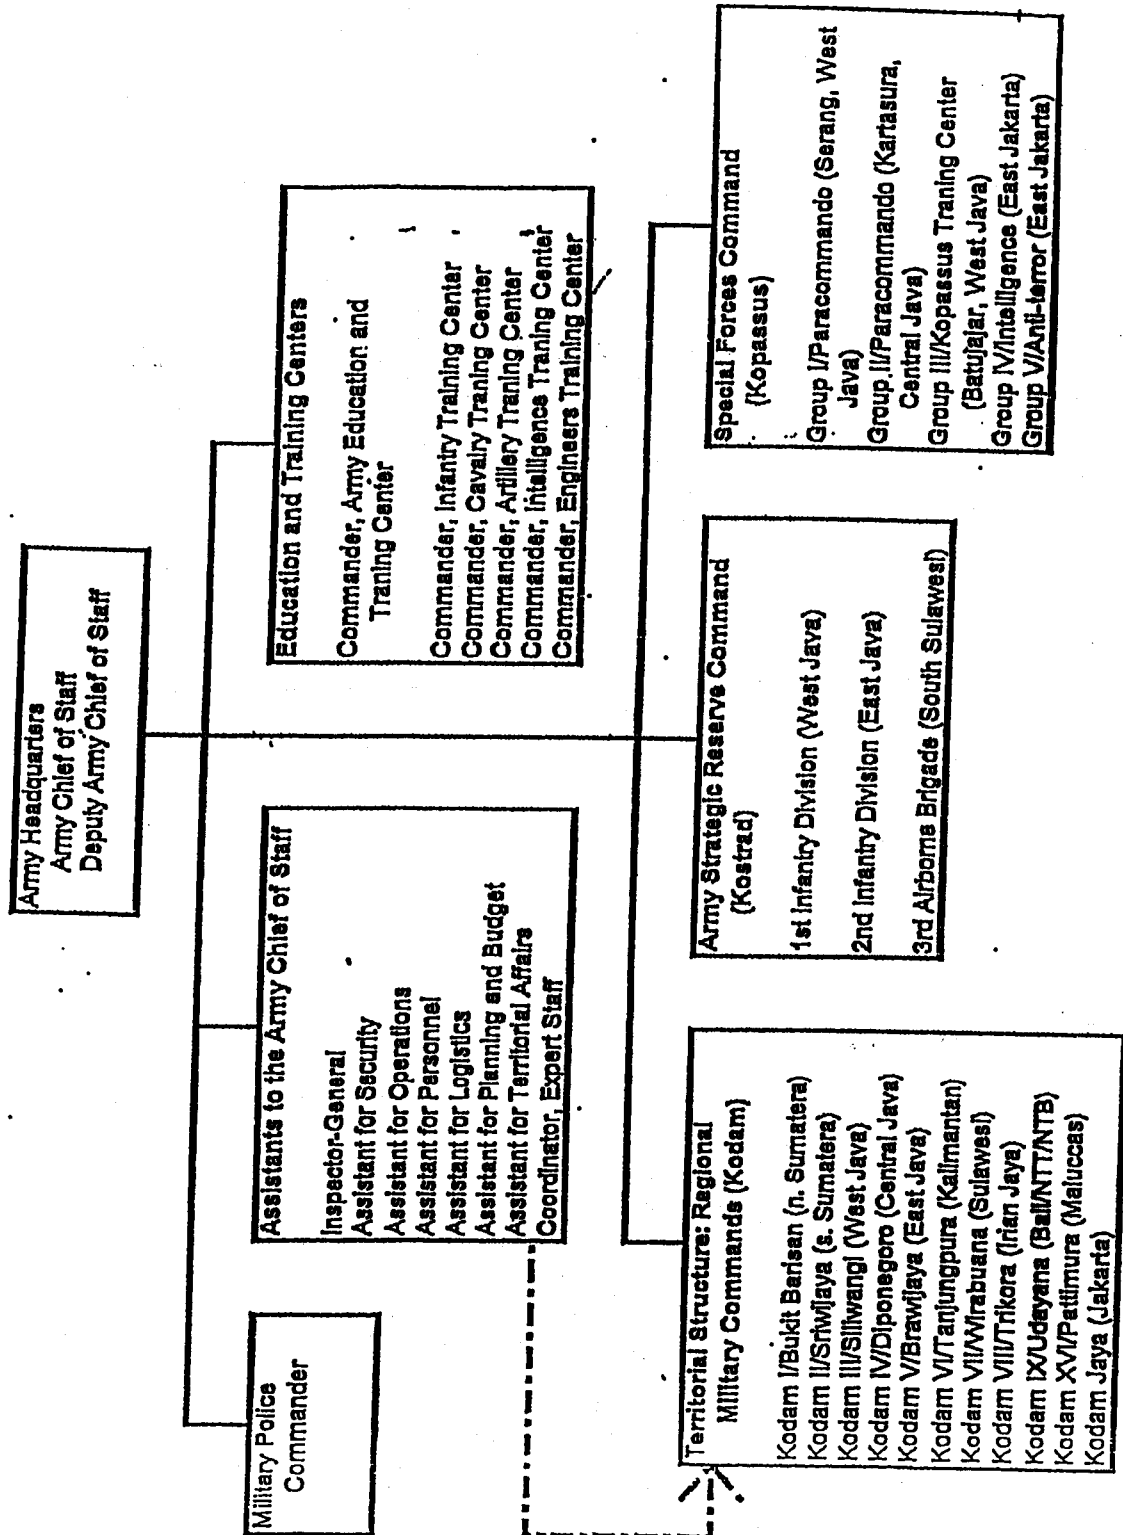 Army Headquarters
Army Chief of Staff
Deputy Army Chief of Staff
Military Police
Commander
Assistants to the Army Chief of Staff
Inspector-General
Assistant for Security
Assistant for Operations
Assistant for Personnel
Assistant for Logistics
Assistant for Planning and Budget
Assistant for Territorial Affairs
Coordinator, Expert Staff
Education and Training Centers
Commander, Army Education and
Traning Center
Commander, Infantry Training Center
Commander, Cavalry Traning Center
Commander, Artillery Traning Center
Commander, Intelligence Traning Center
Commander, Engineers Training Center
Territorial Structure: Regional
Military Commands (Kodam)
Kodam I/Bukit Barisan (n. Sumatera)
Kodam II/Sriwijaya (s. Sumatera)
Kodam III/Siliwangi (West Java)
Kodam IV/Diponegoro (Central Java)
Kodam V/Brawijaya (East Java)
Kodam VI/Tanjungpura (Kalimantan)
Kodam VII/Wirabuana (Sulawesi)
Kodam VIII/Trikora (Irian Jaya)
Kodam IX/Udayana (Bali/NTT/NTB)
Kodam XVI/Pattimura (Maluccas)
Kodam Jaya (Jakarta)
Army Strategic Reserve Command
(Kostrad)
1st Infantry Division (West Java)
2nd Infantry Division (East Java)
3rd Airborne Brigade (South Sulawesi)
Special Forces Command
(Kopassus)
Group I/Paracommando (Serang, West
Java)
Group II/Paracommando (Kartasura,
Central Java)
Group III/Kopassus Traning Center
(Batujajar, West Java)
Group IV/Intelligence (East Jakarta)
Group V/Anti-terror (East Jakarta)